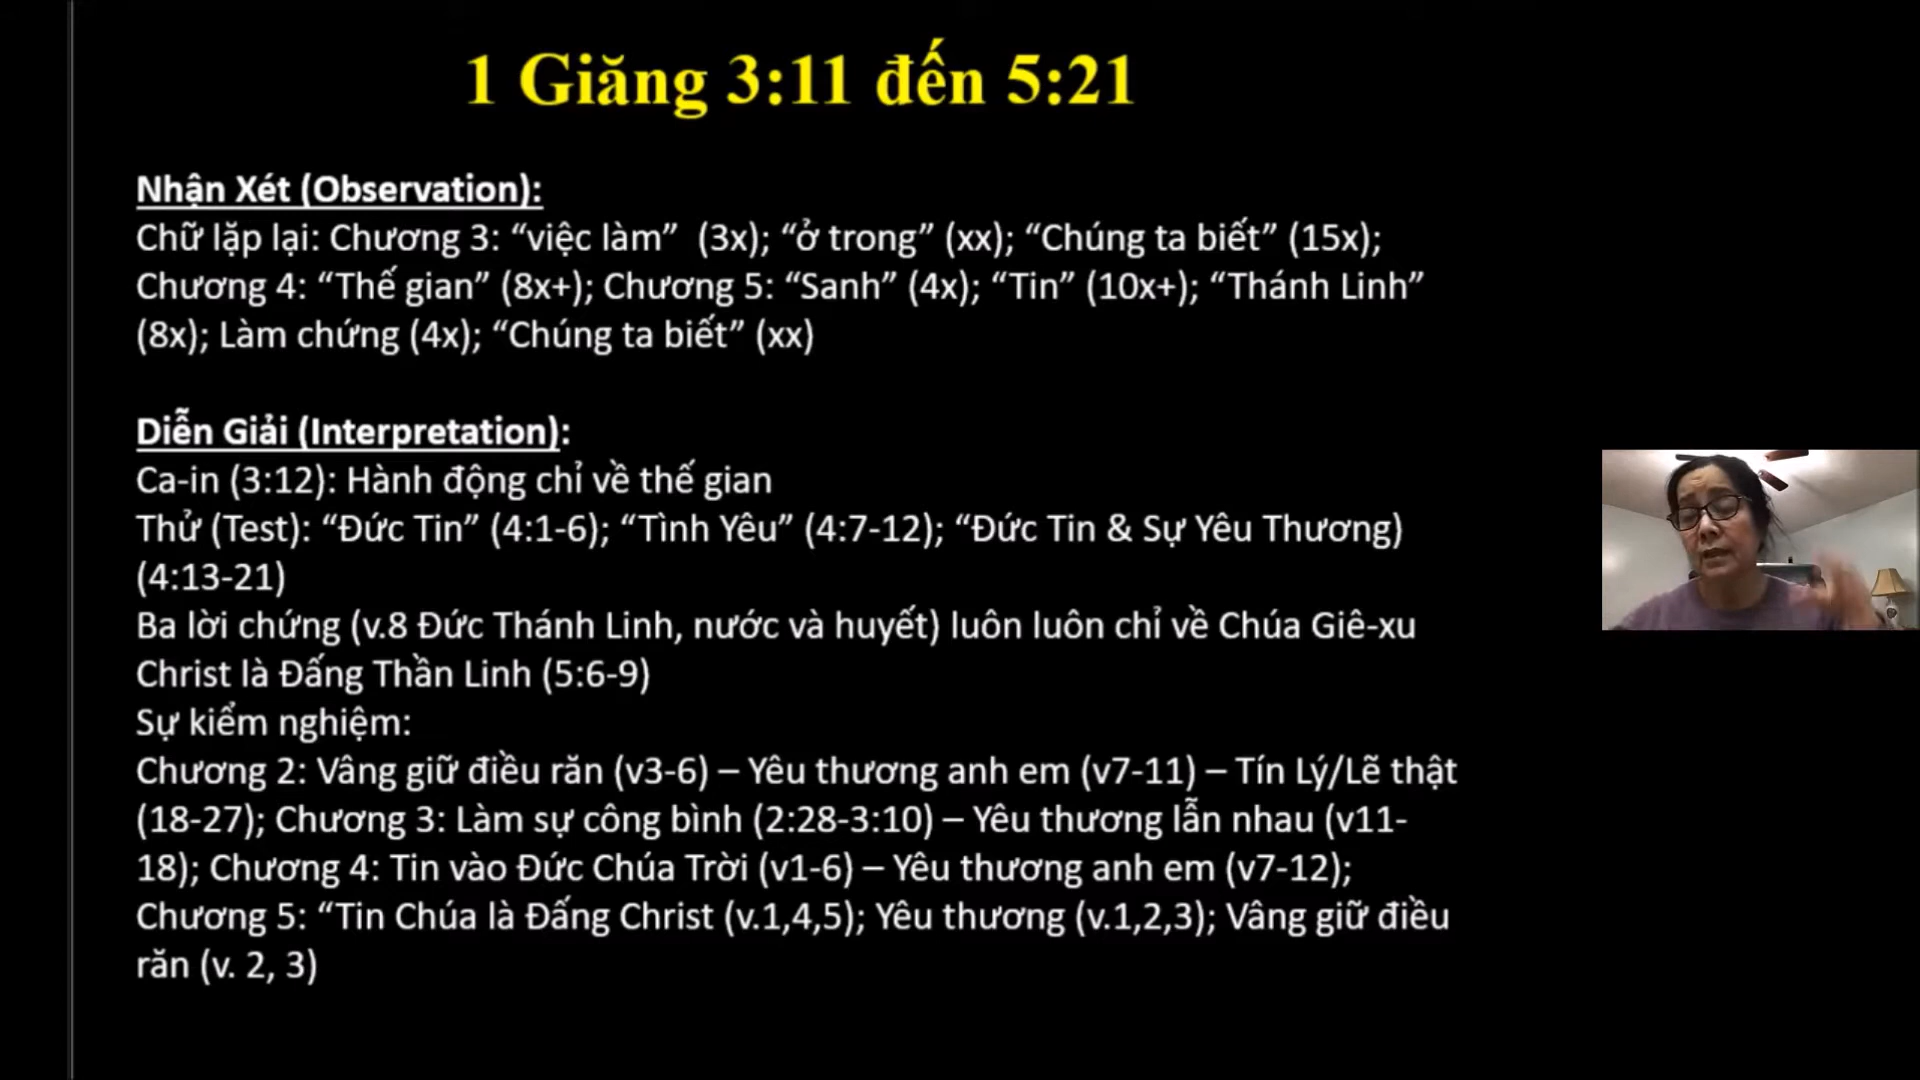 1 Giăng 3:11 đến 5:21
Nhận Xét (Observation):
Chữ lặp lại: Chương 3: “việc làm”  (3x); “ở trong” (xx); “Chúng ta biết” (15x);
Chương 4: “Thế gian” (8x+); Chương 5: “Sanh” (4x); “Tin” (10x+); “Thánh Linh”
(8x); Làm chứng (4x); “Chúng ta biết” (xx)
Diễn Giải (Interpretation):
Ca-in (3:12): Hành động chỉ về thế gian
Thử (Test): “Đức Tin” (4:1-6); “Tình Yêu” (4:7-12); “Đức Tin & Sự Yêu Thương)
(4:13-21)
Ba lời chứng (v.8 Đức Thánh Linh, nước và huyết) luôn luôn chỉ về Chúa Giê-xu
Christ là Đấng Thần Linh (5:6-9)
Sự kiểm nghiệm:
Chương 2: Vâng giữ điều răn (v3-6) – Yêu thương anh em (v7-11) – Tín Lý/Lẽ thật
(18-27); Chương 3: Làm sự công bình (2:28-3:10) – Yêu thương lẫn nhau (v11-
18); Chương 4: Tin vào Đức Chúa Trời (v1-6) – Yêu thương anh em (v7-12);
Chương 5: “Tin Chúa là Đấng Christ (v.1,4,5); Yêu thương (v.1,2,3); Vâng giữ điều
răn (v. 2, 3)